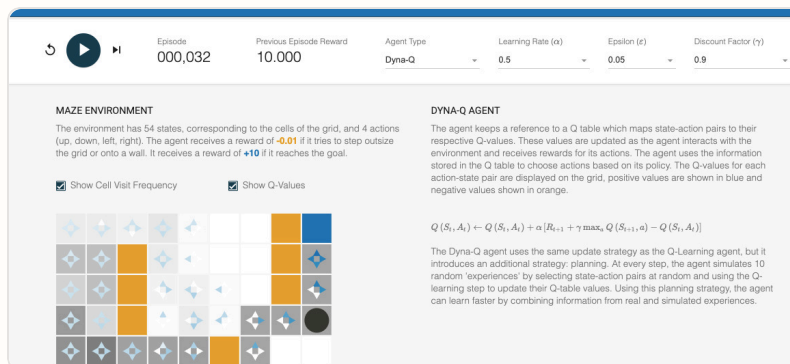 Episode
000,032
Previous Episode Reward
10.000
Agent Type
Dyna-Q
Learning Rate (α)
0.5
Epsilon (ε)
0.05
Discount Factor (γ)
0.9
MAZE ENVIRONMENT
The environment has 54 states, corresponding to the cells of the grid, and 4 actions
(up, down, left, right). The agent receives a reward of -0.01 if it tries to step outsize
the grid or onto a wall. It receives a reward of +10 if it reaches the goal.
Show Cell Visit Frequency
Show Q-Values
DYNA-Q AGENT
The agent keeps a reference to a Q table which maps state-action pairs to their
respective Q-values. These values are updated as the agent interacts with the
environment and receives rewards for its actions. The agent uses the information
stored in the Q table to choose actions based on its policy. The Q-values for each
action-state pair are displayed on the grid, positive values are shown in blue and
negative values shown in orange.
Q (Sₜ, Aₜ) ← Q (Sₜ, Aₜ) + α [Rₜ₊₁ + γ maxₐ Q (Sₜ₊₁, a) − Q (Sₜ, Aₜ)]
The Dyna-Q agent uses the same update strategy as the Q-Learning agent, but it
introduces an additional strategy: planning. At every step, the agent simulates 10
random 'experiences' by selecting state-action pairs at random and using the Q-
learning step to update their Q-table values. Using this planning strategy, the agent
can learn faster by combining information from real and simulated experiences.